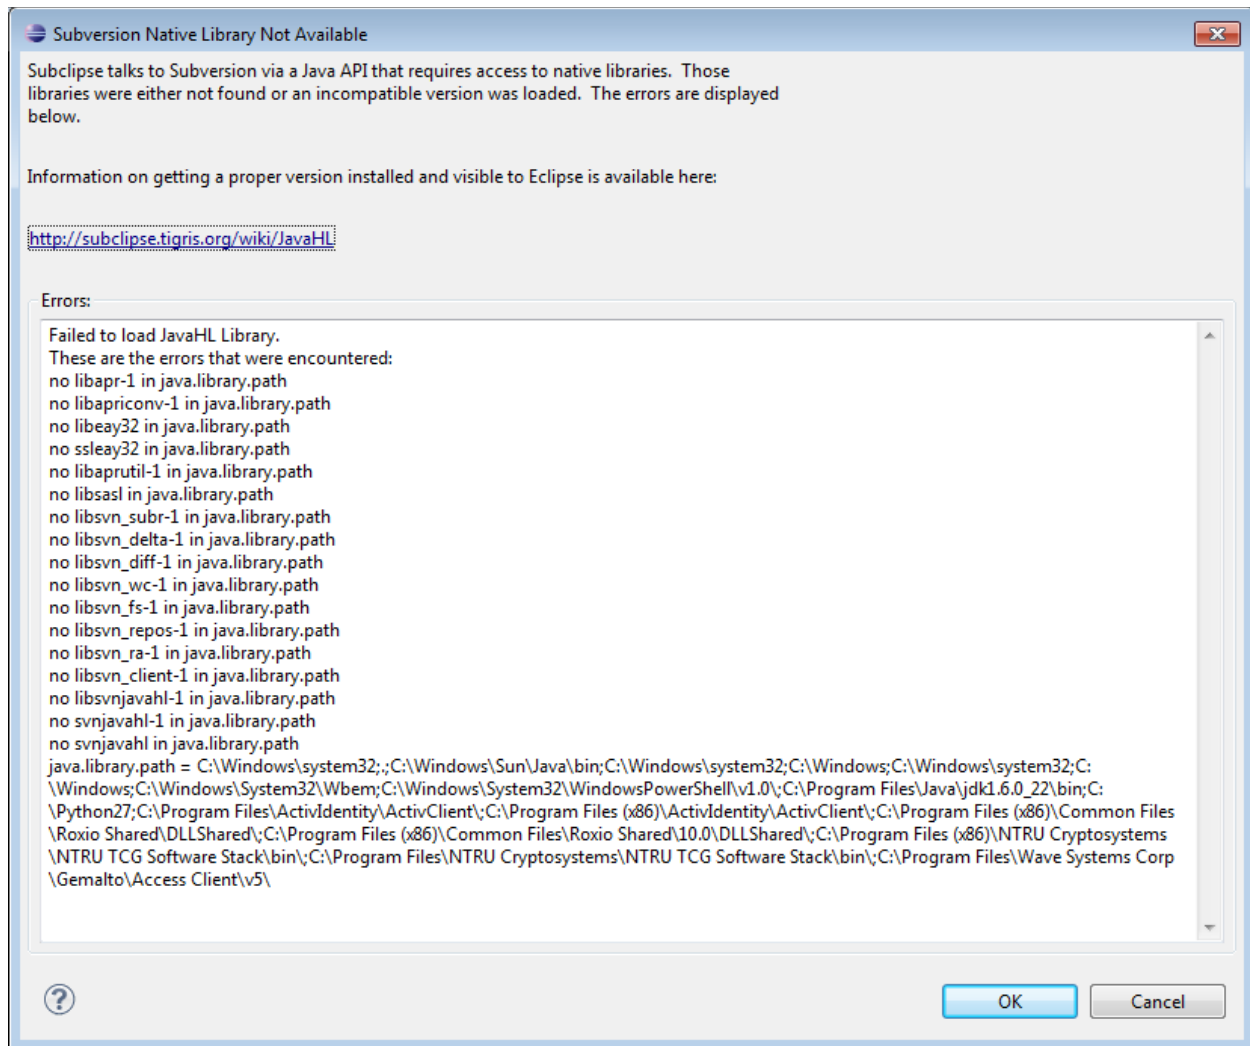 Subversion Native Library Not Available
Subclipse talks to Subversion via a Java API that requires access to native libraries.  Those
libraries were either not found or an incompatible version was loaded.  The errors are displayed
below.
Information on getting a proper version installed and visible to Eclipse is available here:
http://subclipse.tigris.org/wiki/JavaHL
Errors:
Failed to load JavaHL Library.
These are the errors that were encountered:
no libapr-1 in java.library.path
no libapriconv-1 in java.library.path
no libeay32 in java.library.path
no ssleay32 in java.library.path
no libaprutil-1 in java.library.path
no libsasl in java.library.path
no libsvn_subr-1 in java.library.path
no libsvn_delta-1 in java.library.path
no libsvn_diff-1 in java.library.path
no libsvn_wc-1 in java.library.path
no libsvn_fs-1 in java.library.path
no libsvn_repos-1 in java.library.path
no libsvn_ra-1 in java.library.path
no libsvn_client-1 in java.library.path
no libsvnjavahl-1 in java.library.path
no svnjavahl-1 in java.library.path
no svnjavahl in java.library.path
java.library.path = C:\Windows\system32;.;C:\Windows\Sun\Java\bin;C:\Windows\system32;C:\Windows;C:\Windows\system32;C:
\Windows;C:\Windows\System32\Wbem;C:\Windows\System32\WindowsPowerShell\v1.0\;C:\Program Files\Java\jdk1.6.0_22\bin;C:
\Python27;C:\Program Files\ActivIdentity\ActivClient\;C:\Program Files (x86)\ActivIdentity\ActivClient\;C:\Program Files (x86)\Common Files
\Roxio Shared\DLLShared\;C:\Program Files (x86)\Common Files\Roxio Shared\10.0\DLLShared\;C:\Program Files (x86)\NTRU Cryptosystems
\NTRU TCG Software Stack\bin\;C:\Program Files\NTRU Cryptosystems\NTRU TCG Software Stack\bin\;C:\Program Files\Wave Systems Corp
\Gemalto\Access Client\v5\
?
OK
Cancel